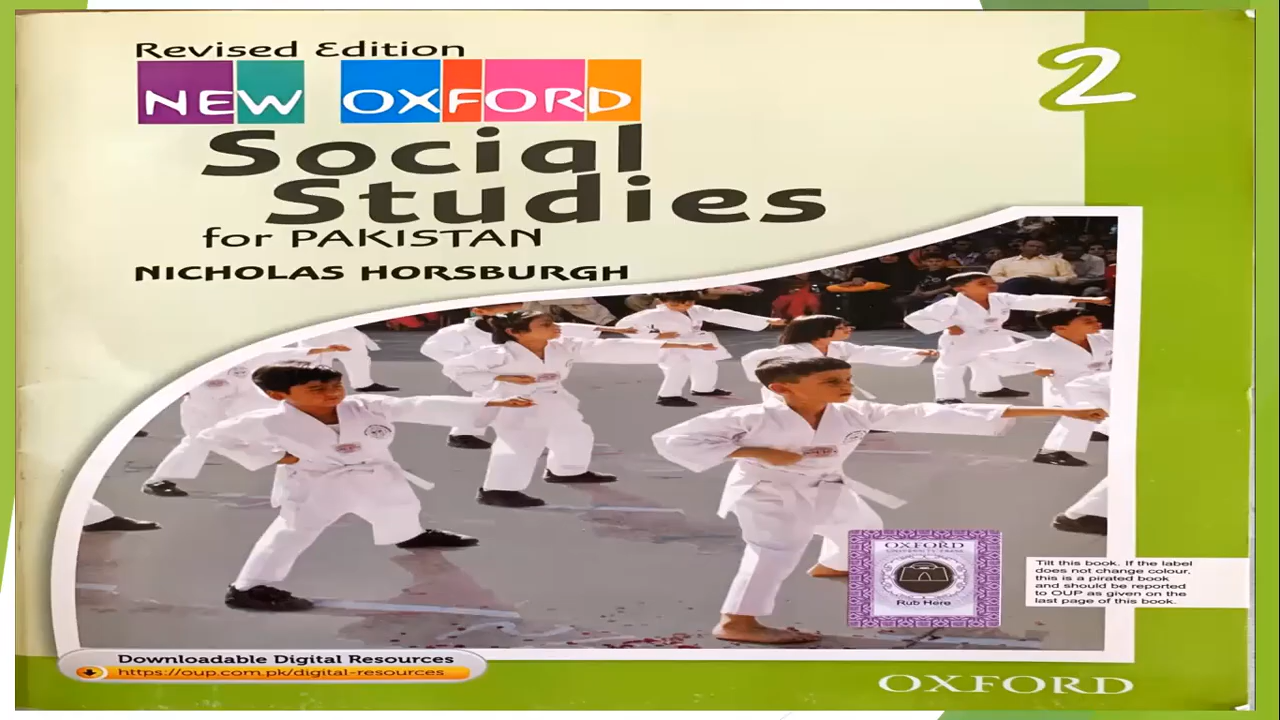 Revised Edition
2
NEW OXFORD
Social
Studies
for PAKISTAN
NICHOLAS HORSBURGH
OXFORD
UNIVERSITY PRESS
Rub Here
Tilt this book. If the label
does not change colour,
this is a pirated book
and should be reported
to OUP as given on the
last page of this book.
Downloadable Digital Resources
https://oup.com.pk/digital-resources
OXFORD